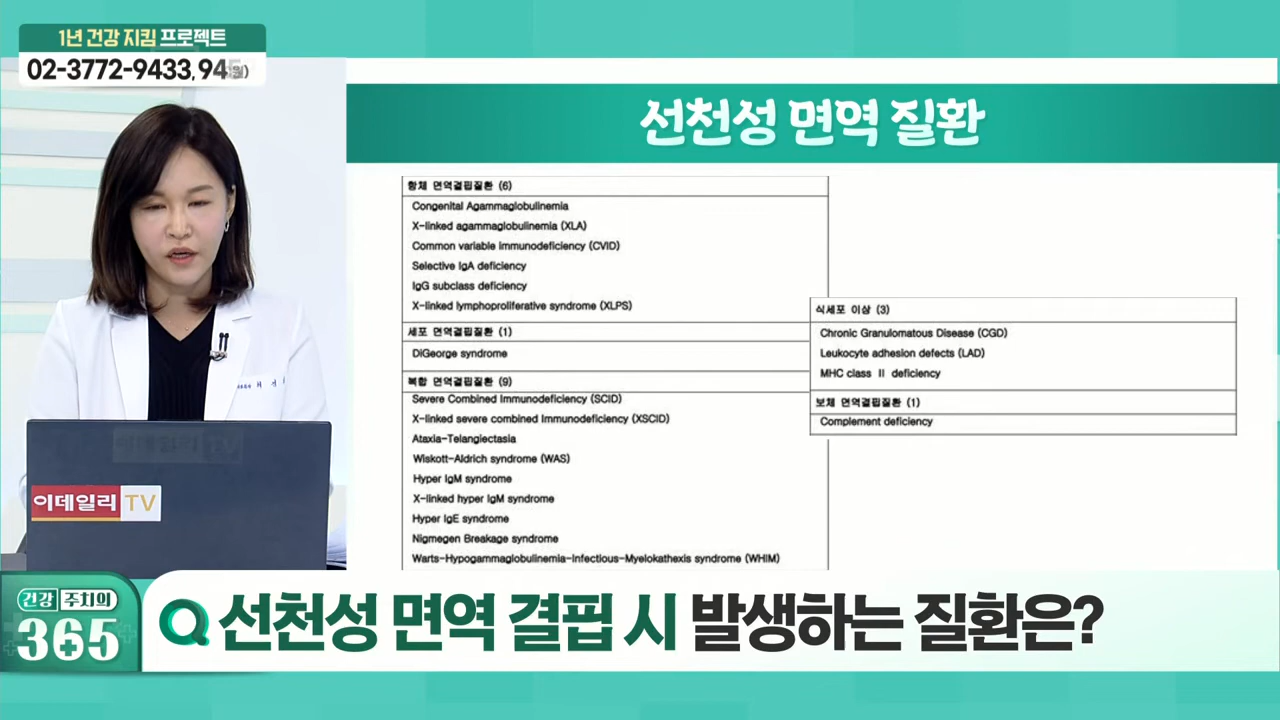 1년 건강 지킴 프로젝트
02-3772-9433, 94
선천성 면역 질환
항체 면역결핍질환 (6)
Congenital Agammaglobulinemia
X-linked agammaglobulinemia (XLA)
Common variable immunodeficiency (CVID)
Selective IgA deficiency
IgG subclass deficiency
X-linked lymphoproliferative syndrome (XLPS)
세포 면역결핍질환 (1)
DiGeorge syndrome
복합 면역결핍질환 (9)
Severe Combined Immunodeficiency (SCID)
X-linked severe combined Immunodeficiency (XSCID)
Ataxia-Telangiectasia
Wiskott-Aldrich syndrome (WAS)
Hyper IgM syndrome
X-linked hyper IgM syndrome
Hyper IgE syndrome
Nigmegen Breakage syndrome
Warts-Hypogammaglobulinemia-Infectious-Myelokathexis syndrome (WHIM)
식세포 이상 (3)
Chronic Granulomatous Disease (CGD)
Leukocyte adhesion defects (LAD)
MHC class II deficiency
보체 면역결핍질환 (1)
Complement deficiency
이데일리 TV
건강 주치의
365
Q 선천성 면역 결핍 시 발생하는 질환은?